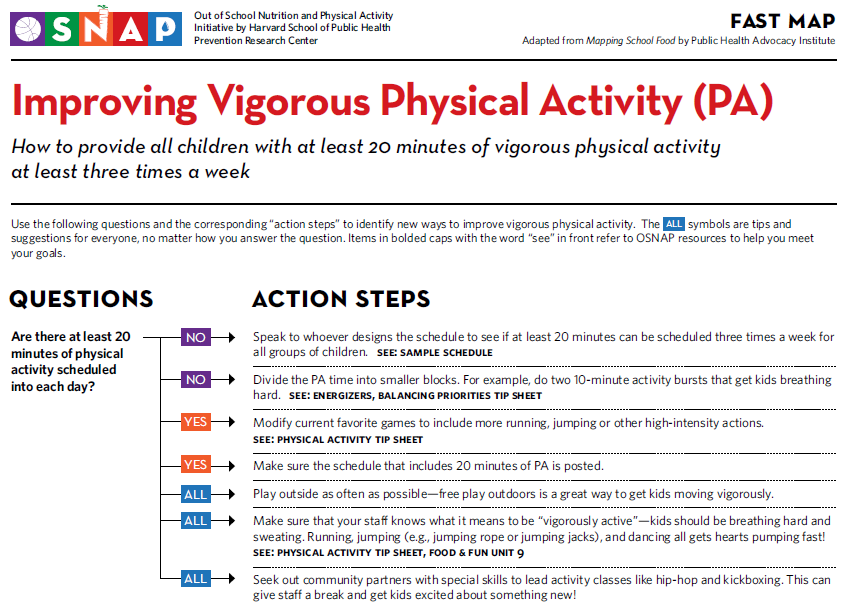 OSNAP
Out of School Nutrition and Physical Activity
Initiative by Harvard School of Public Health
Prevention Research Center
FAST MAP
Adapted from Mapping School Food by Public Health Advocacy Institute
Improving Vigorous Physical Activity (PA)
How to provide all children with at least 20 minutes of vigorous physical activity
at least three times a week
Use the following questions and the corresponding “action steps” to identify new ways to improve vigorous physical activity. The ALL symbols are tips and
suggestions for everyone, no matter how you answer the question. Items in bolded caps with the word “see” in front refer to OSNAP resources to help you meet
your goals.
QUESTIONS
ACTION STEPS
Are there at least 20
minutes of physical
activity scheduled
into each day?
NO
Speak to whoever designs the schedule to see if at least 20 minutes can be scheduled three times a week for
all groups of children. SEE: SAMPLE SCHEDULE
NO
Divide the PA time into smaller blocks. For example, do two 10-minute activity bursts that get kids breathing
hard. SEE: ENERGIZERS, BALANCING PRIORITIES TIP SHEET
YES
Modify current favorite games to include more running, jumping or other high-intensity actions.
SEE: PHYSICAL ACTIVITY TIP SHEET
YES
Make sure the schedule that includes 20 minutes of PA is posted.
ALL
Play outside as often as possible—free play outdoors is a great way to get kids moving vigorously.
ALL
Make sure that your staff knows what it means to be “vigorously active”—kids should be breathing hard and
sweating. Running, jumping (e.g., jumping rope or jumping jacks), and dancing all gets hearts pumping fast!
SEE: PHYSICAL ACTIVITY TIP SHEET, FOOD & FUN UNIT 9
ALL
Seek out community partners with special skills to lead activity classes like hip-hop and kickboxing. This can
give staff a break and get kids excited about something new!